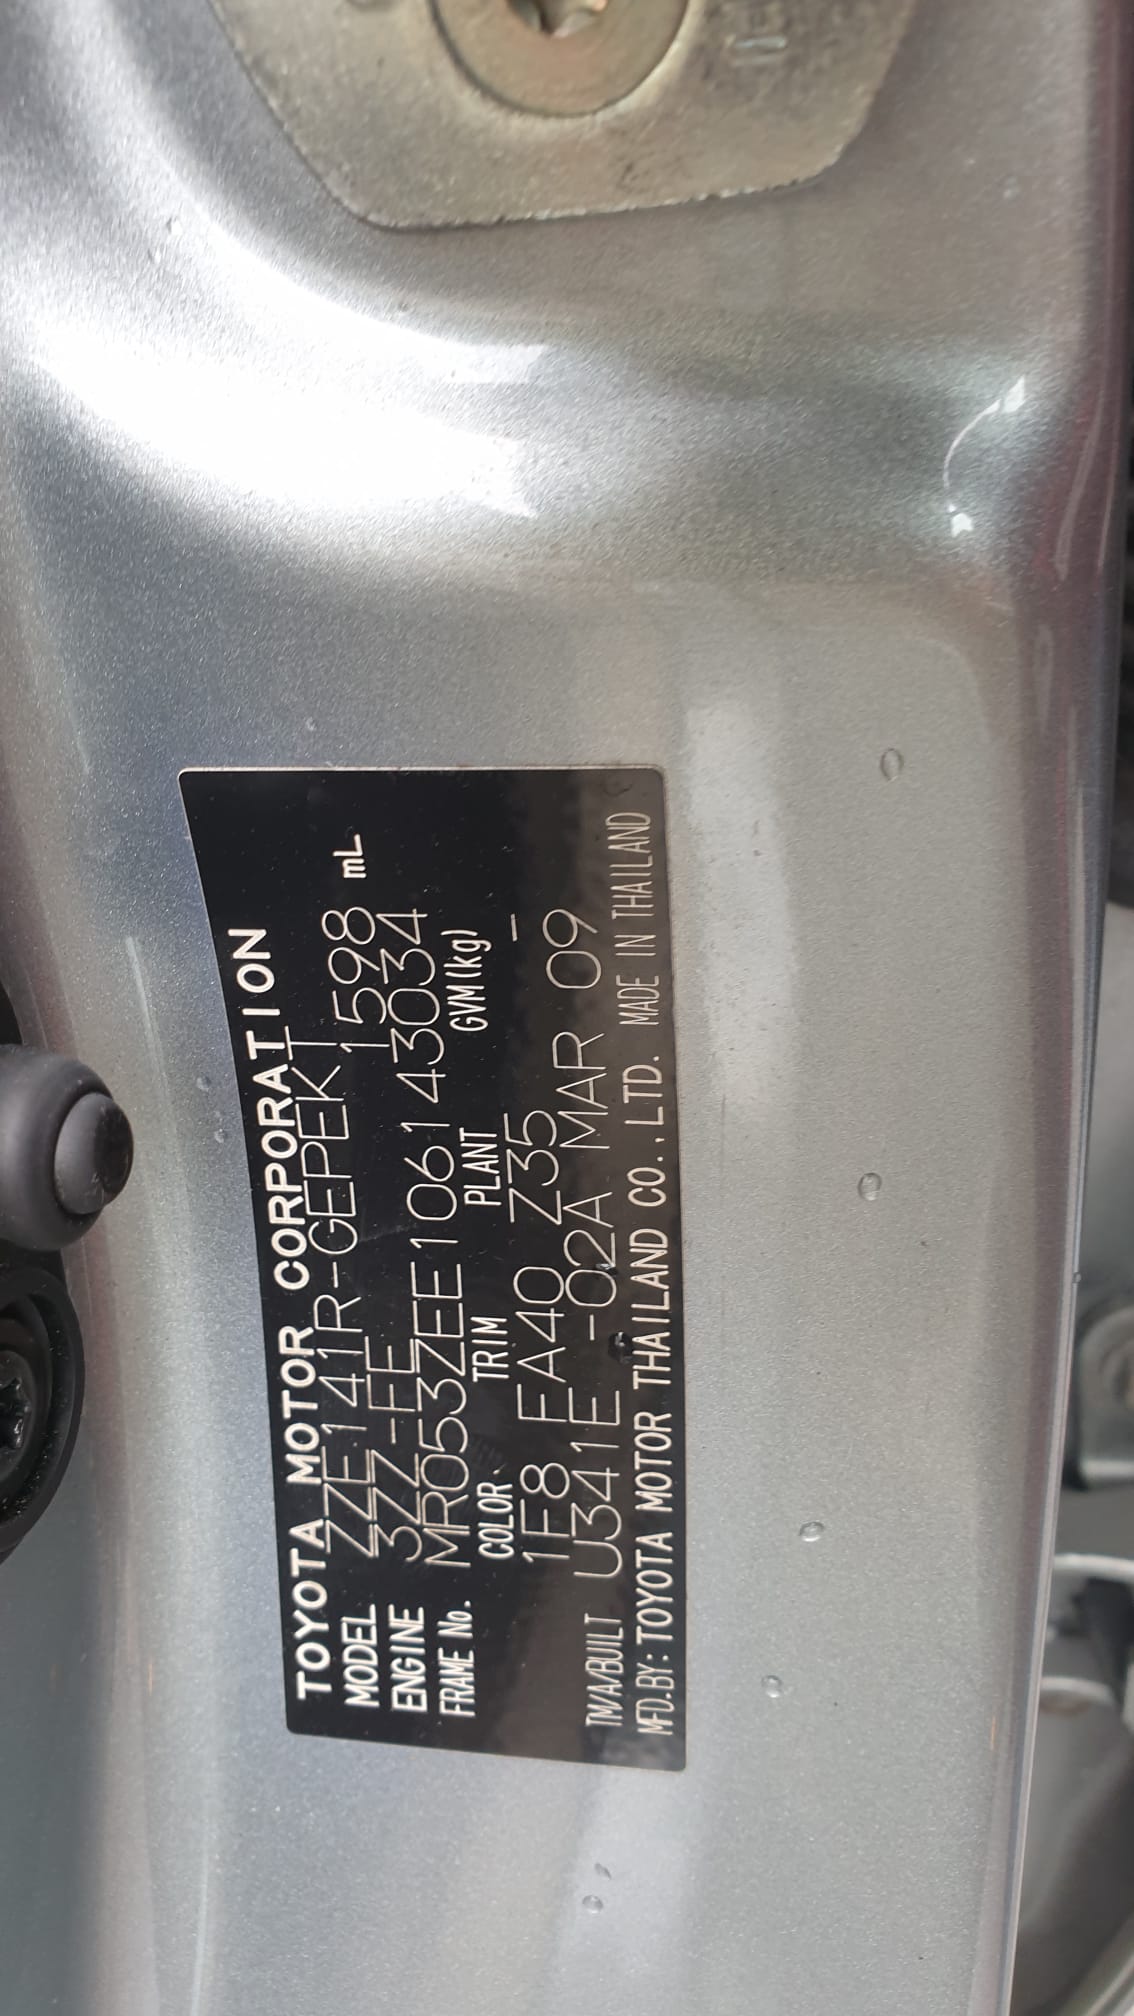 TOYOTA MOTOR CORPORATION
MODEL ZZE141R-GEPEKT
ENGINE 3ZZ-FE 1598 mL
FRAME No. MR053ZEE106143034
COLOR TRIM PLANT GVM(kg)
1F8 FA40 Z35 -
TM/A/BUILT U341E -02A MAR 09
MFD.BY: TOYOTA MOTOR THAILAND CO.,LTD. MADE IN THAILAND